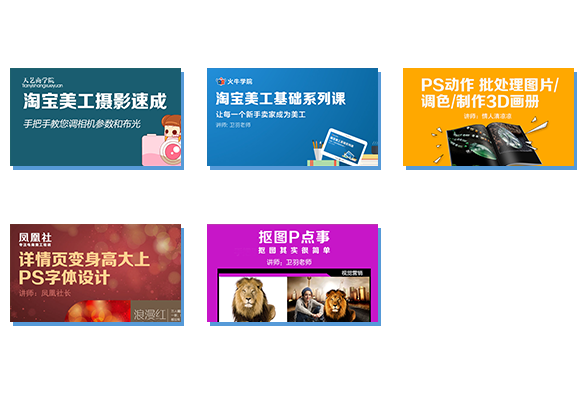 天艺商学院
Tianyishangxueyuan
淘宝美工摄影速成
手把手教您调相机参数和布光
火牛学院
淘宝美工基础系列课
让每一个新手卖家成为美工
讲师:卫羽老师
PS动作 批处理图片/
调色/制作3D画册
讲师:情人海凉凉
凤凰社
详情页变身高大上
PS字体设计
讲师:凤凰社长
浪漫红
抠图P点事
抠图其实很简单
讲师:卫羽老师
视觉营销